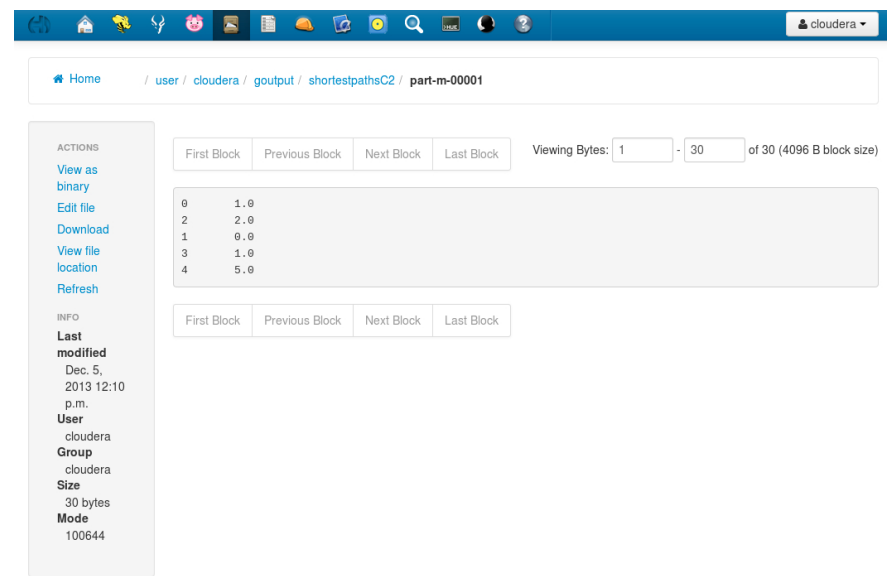 HUE
cloudera
Home / user / cloudera / goutput / shortestpathsC2 / part-m-00001
ACTIONS
View as
binary
Edit file
Download
View file
location
Refresh
INFO
Last
modified
Dec. 5,
2013 12:10
p.m.
User
cloudera
Group
cloudera
Size
30 bytes
Mode
100644
First Block Previous Block Next Block Last Block Viewing Bytes: 1 - 30 of 30 (4096 B block size)
0 1.0
2 2.0
1 0.0
3 1.0
4 5.0
First Block Previous Block Next Block Last Block